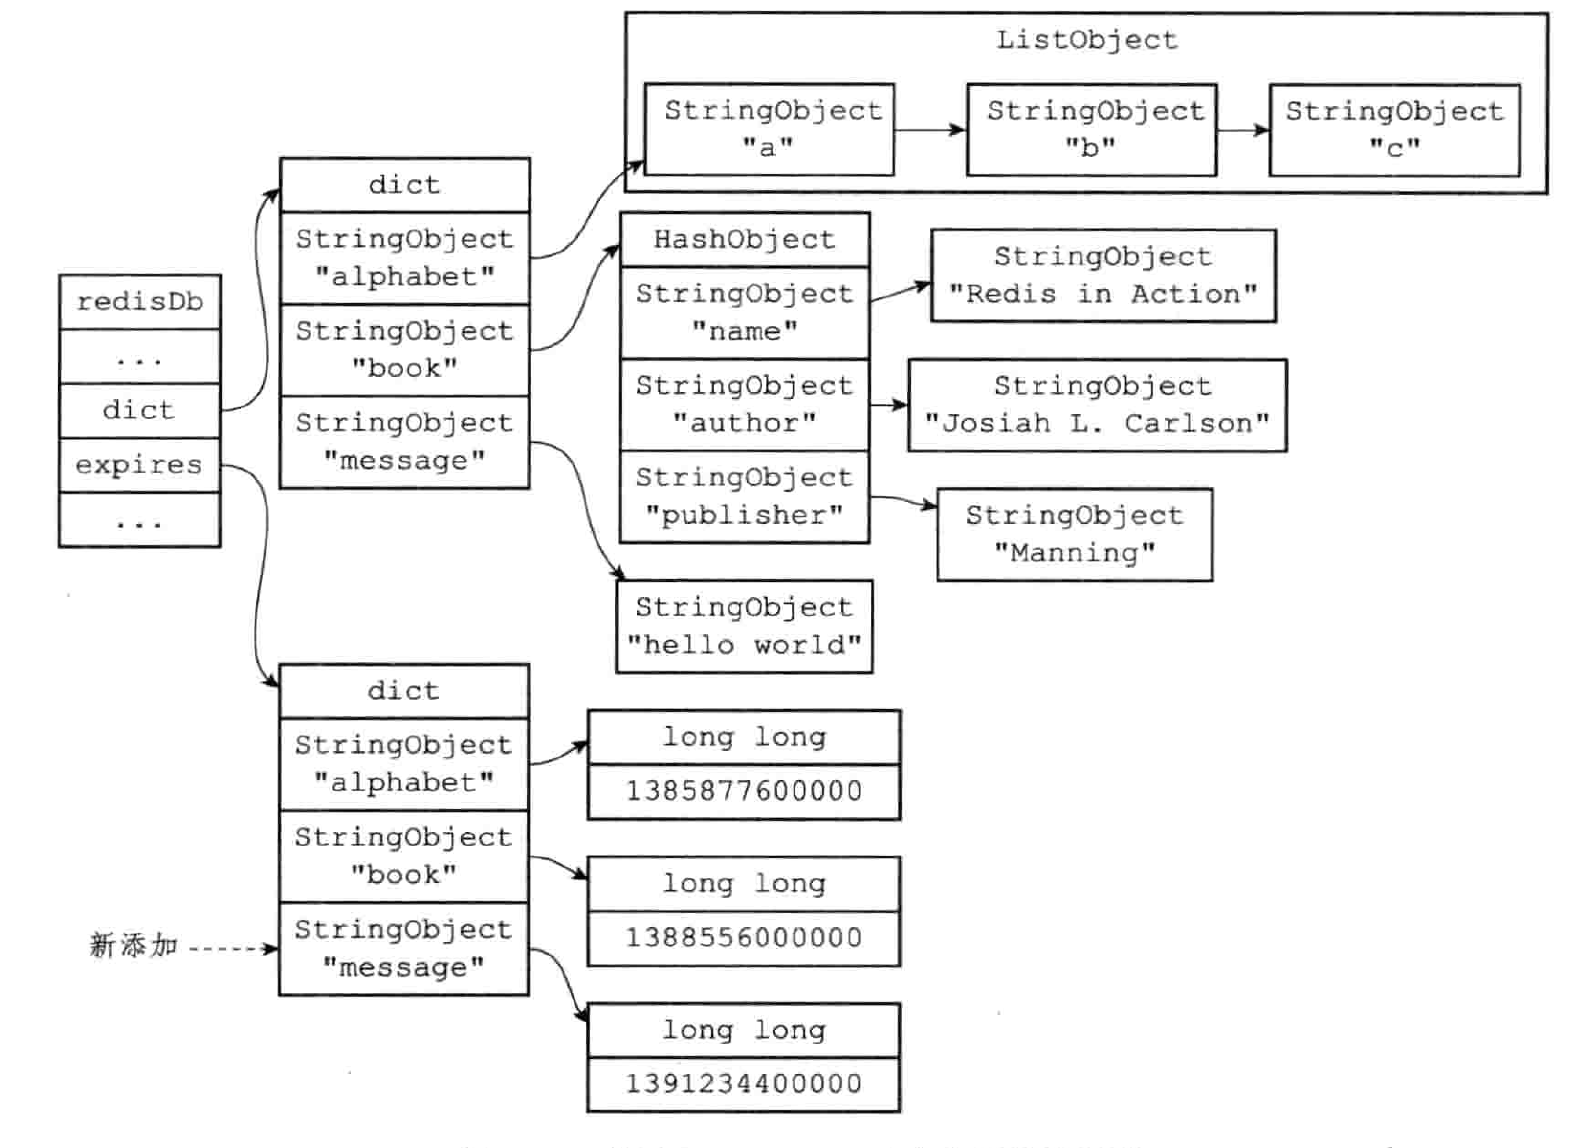 ListObject
StringObject
"a"
StringObject
"b"
StringObject
"c"
dict
StringObject
"alphabet"
StringObject
"book"
StringObject
"message"
redisDb
...
dict
expires
...
HashObject
StringObject
"name"
StringObject
"author"
StringObject
"publisher"
StringObject
"Redis in Action"
StringObject
"Josiah L. Carlson"
StringObject
"Manning"
StringObject
"hello world"
dict
StringObject
"alphabet"
StringObject
"book"
StringObject
"message"
新添加
long long
1385877600000
long long
1388556000000
long long
1391234400000